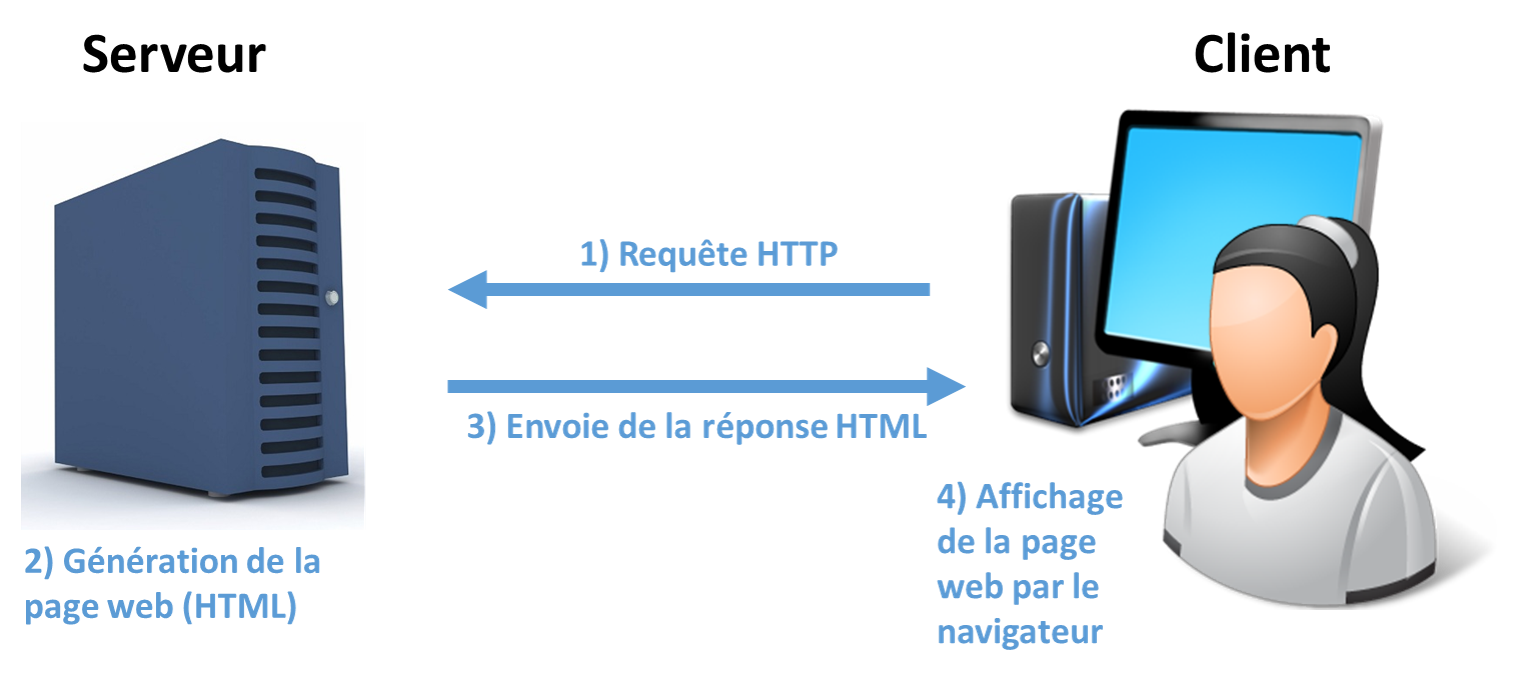 Serveur
Client
1) Requête HTTP
3) Envoie de la réponse HTML
2) Génération de la
page web (HTML)
4) Affichage
de la page
web par le
navigateur